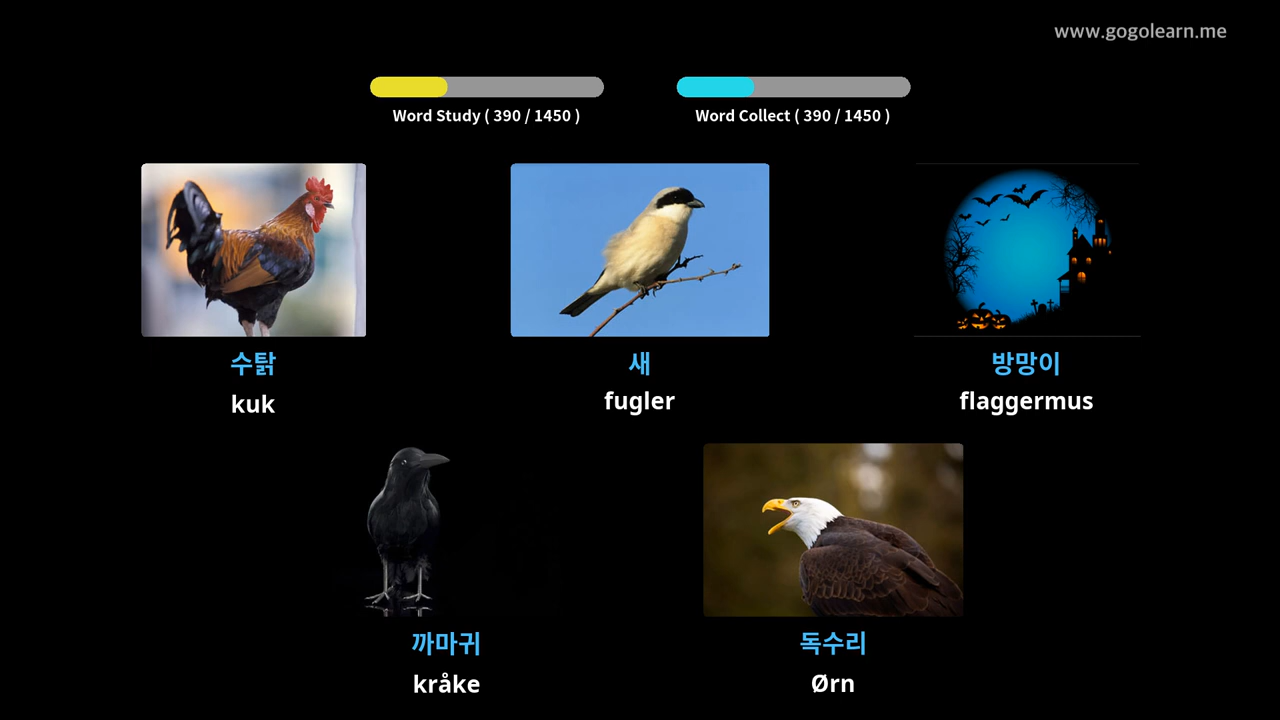 www.gogolearn.me
Word Study ( 390 / 1450 )
Word Collect ( 390 / 1450 )
수탉
새
방망이
kuk
fugler
flaggermus
까마귀
독수리
kråke
Ørn